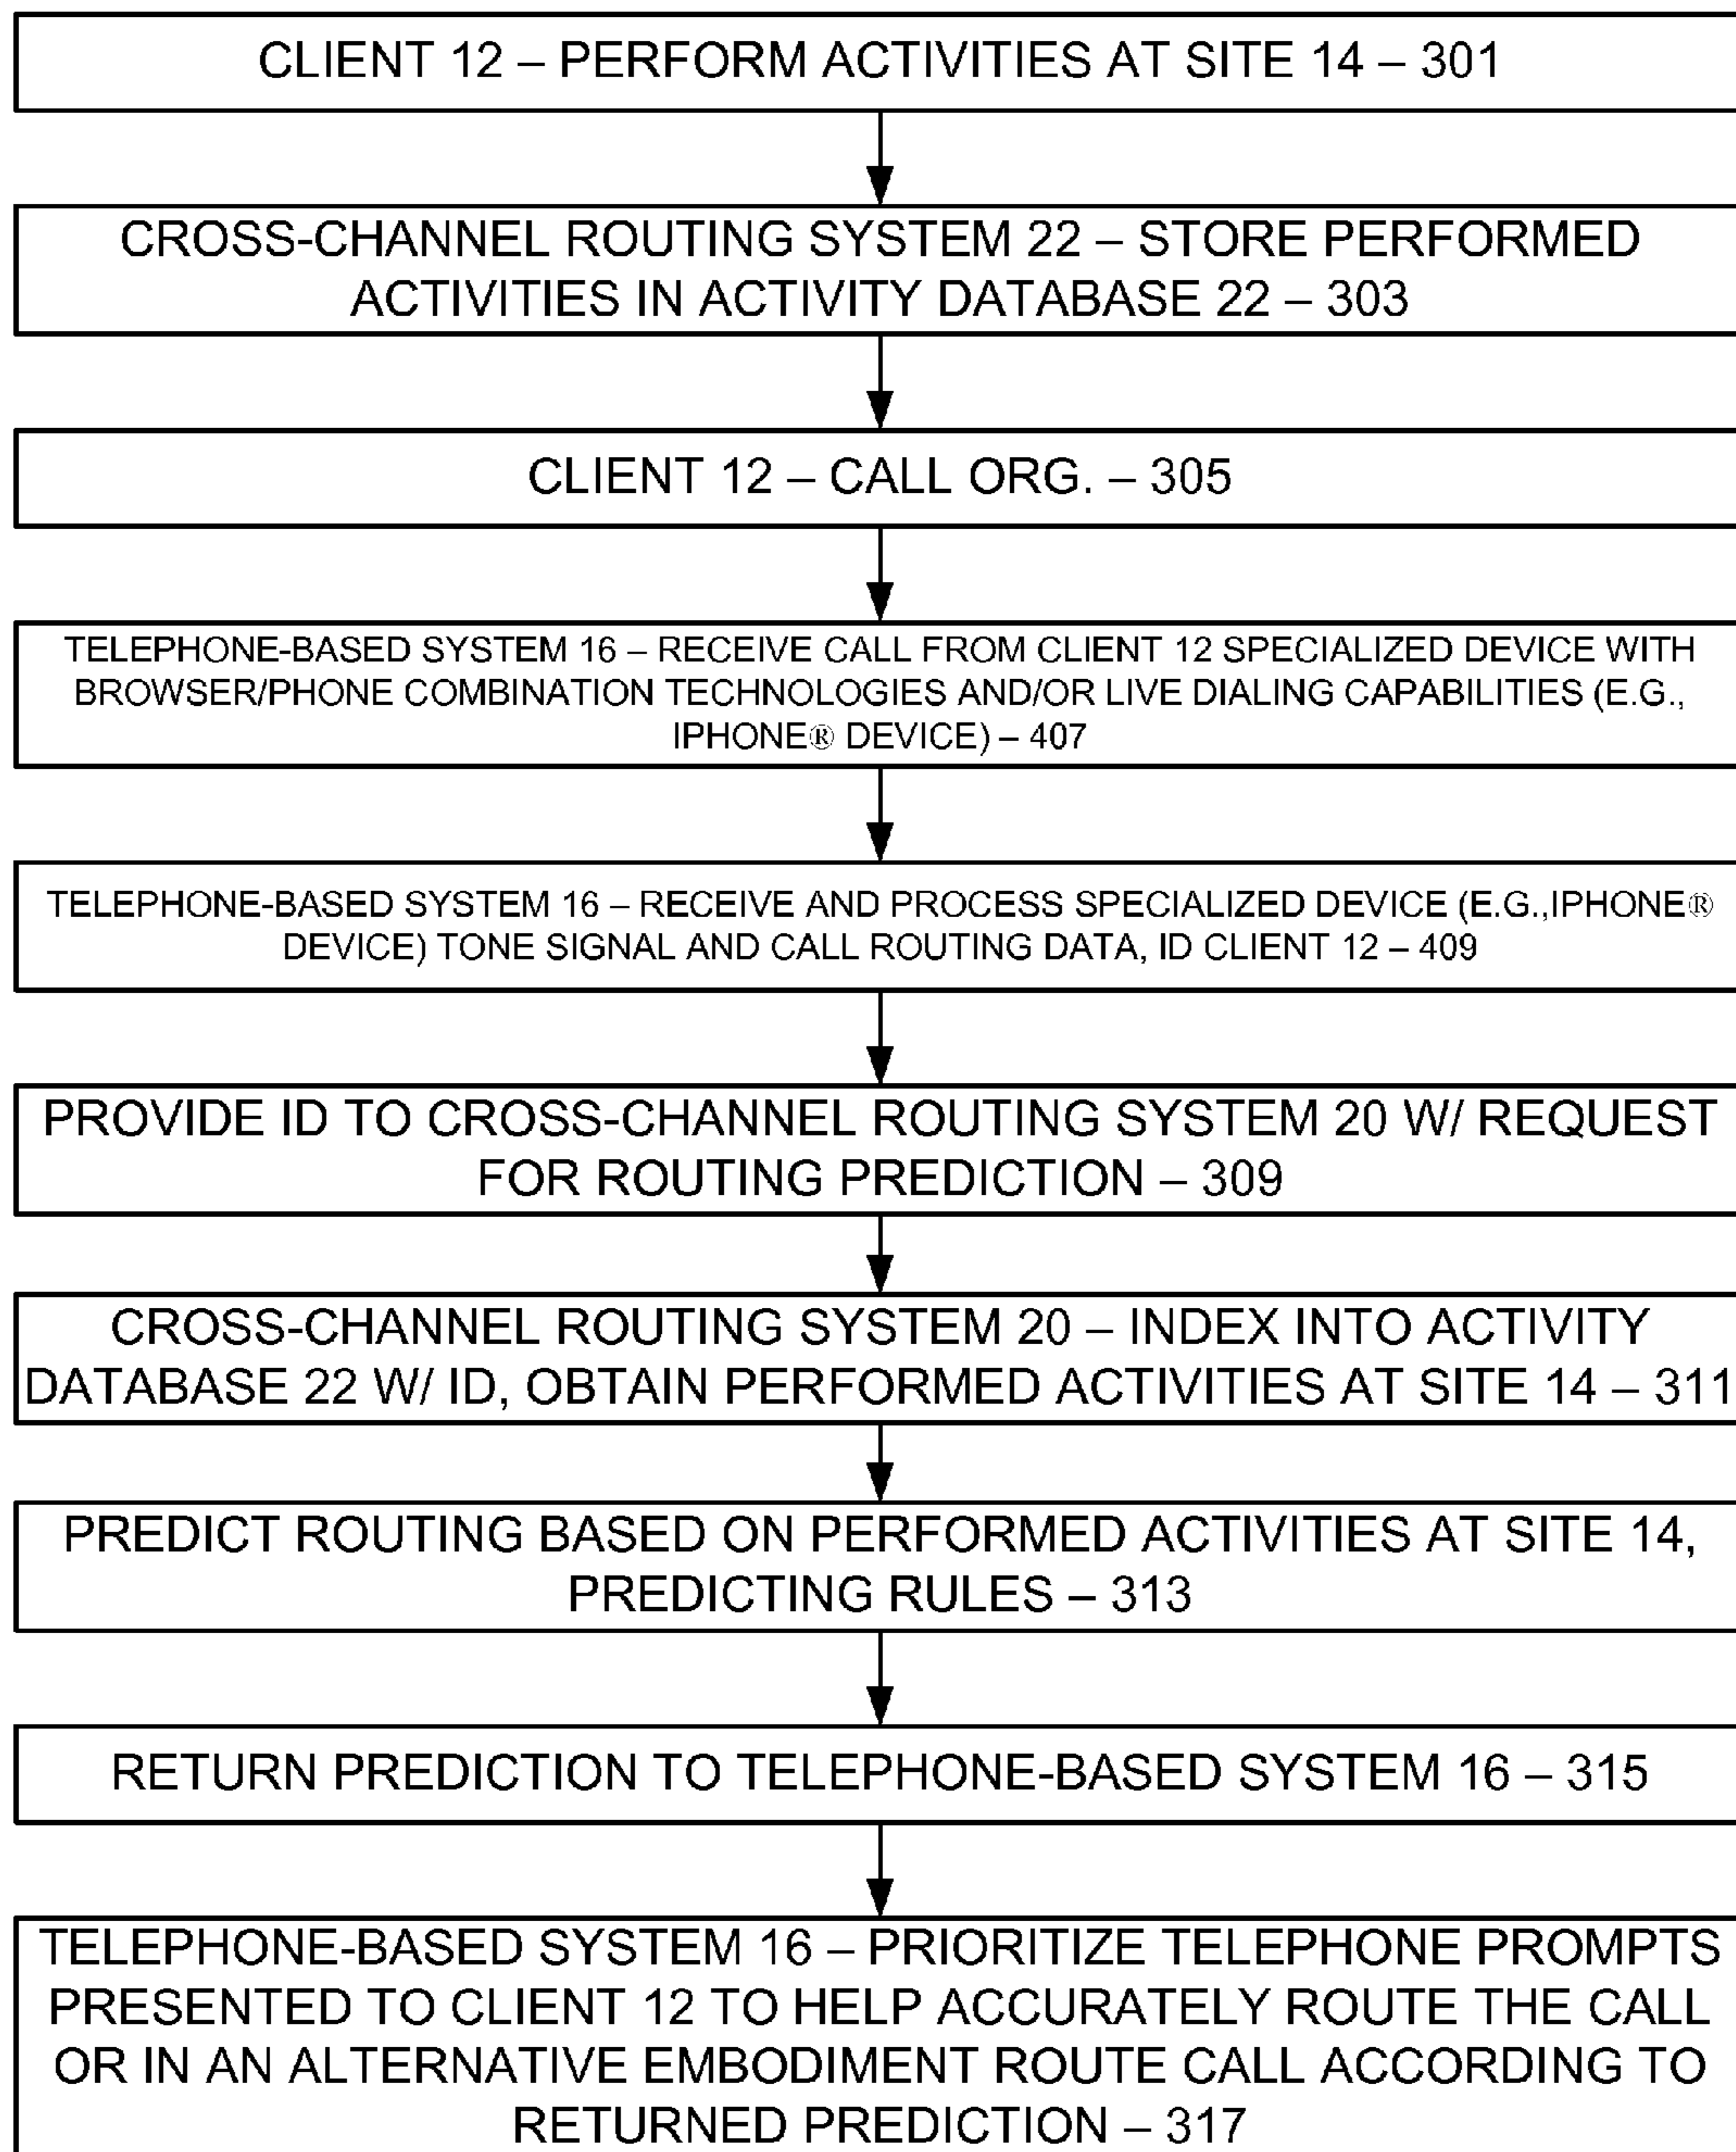 CLIENT 12 – PERFORM ACTIVITIES AT SITE 14 – 301
CROSS-CHANNEL ROUTING SYSTEM 22 – STORE PERFORMED
ACTIVITIES IN ACTIVITY DATABASE 22 – 303
CLIENT 12 – CALL ORG. – 305
TELEPHONE-BASED SYSTEM 16 – RECEIVE CALL FROM CLIENT 12 SPECIALIZED DEVICE WITH
BROWSER/PHONE COMBINATION TECHNOLOGIES AND/OR LIVE DIALING CAPABILITIES (E.G.,
IPHONE® DEVICE) – 407
TELEPHONE-BASED SYSTEM 16 – RECEIVE AND PROCESS SPECIALIZED DEVICE (E.G.,IPHONE®
DEVICE) TONE SIGNAL AND CALL ROUTING DATA, ID CLIENT 12 – 409
PROVIDE ID TO CROSS-CHANNEL ROUTING SYSTEM 20 W/ REQUEST
FOR ROUTING PREDICTION – 309
CROSS-CHANNEL ROUTING SYSTEM 20 – INDEX INTO ACTIVITY
DATABASE 22 W/ ID, OBTAIN PERFORMED ACTIVITIES AT SITE 14 – 311
PREDICT ROUTING BASED ON PERFORMED ACTIVITIES AT SITE 14,
PREDICTING RULES – 313
RETURN PREDICTION TO TELEPHONE-BASED SYSTEM 16 – 315
TELEPHONE-BASED SYSTEM 16 – PRIORITIZE TELEPHONE PROMPTS
PRESENTED TO CLIENT 12 TO HELP ACCURATELY ROUTE THE CALL
OR IN AN ALTERNATIVE EMBODIMENT ROUTE CALL ACCORDING TO
RETURNED PREDICTION – 317